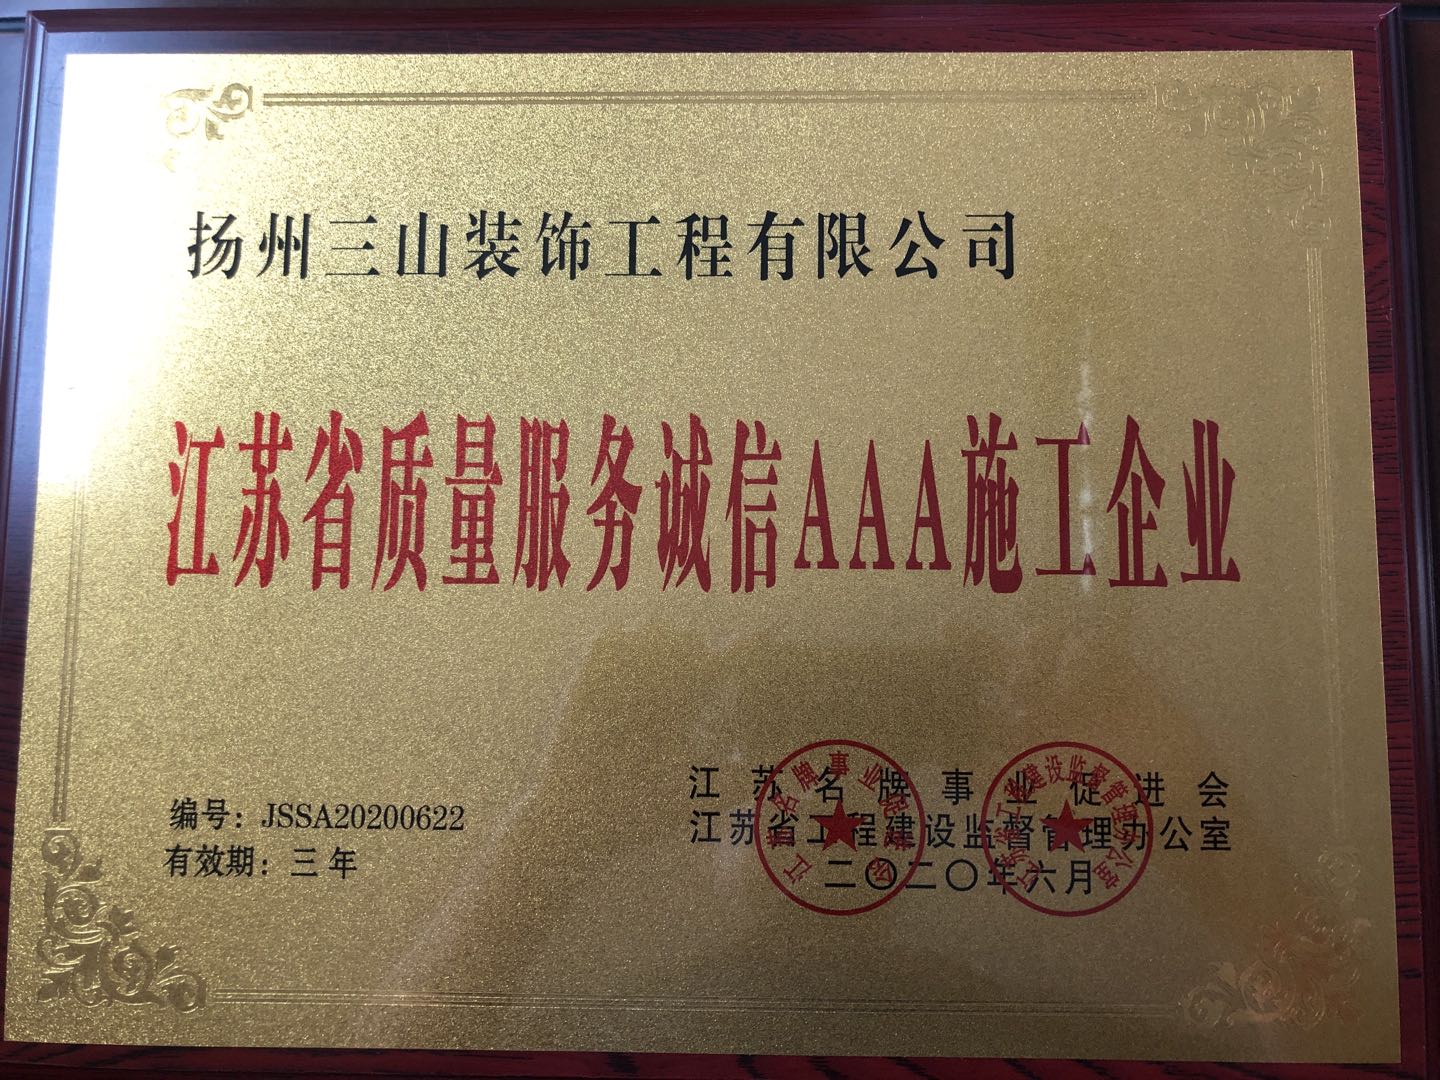 扬州三山装饰工程有限公司
江苏省质量服务诚信AAA施工企业
编号：JSSA20200622
有效期：三年
江苏名牌事业促进会
江苏省工程建设监督管理办公室
二〇二〇年六月